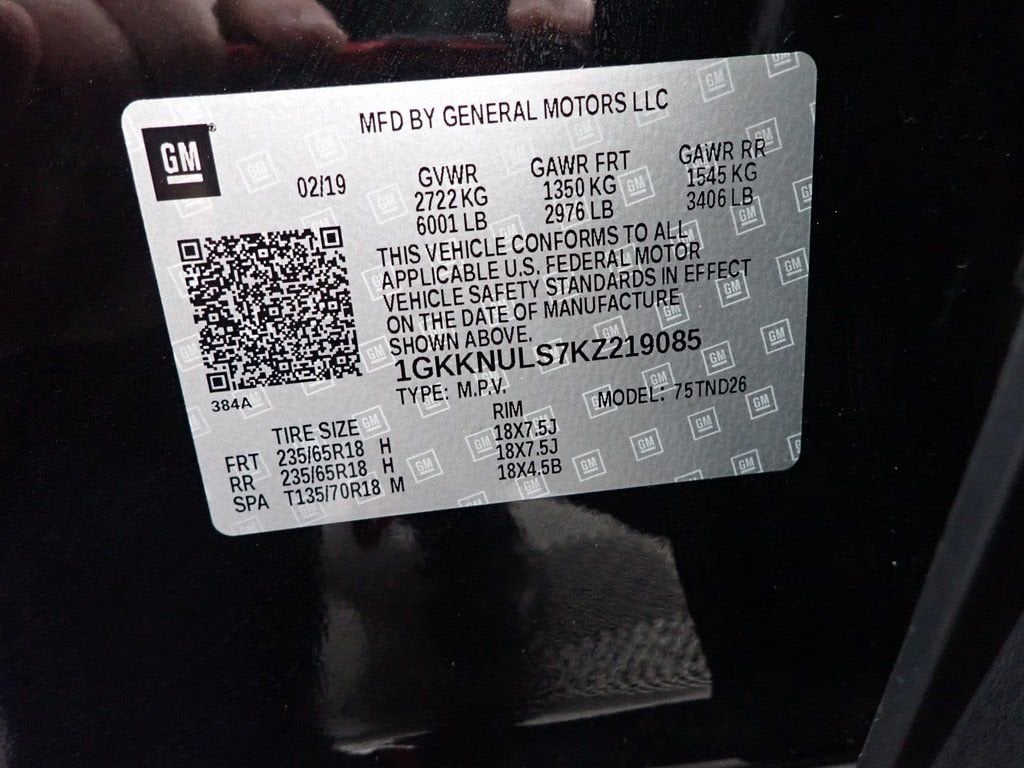 MFD BY GENERAL MOTORS LLC
GM
02/19
GVWR GAWR FRT GAWR RR
2722 KG 1350 KG 1545 KG
6001 LB 2976 LB 3406 LB
THIS VEHICLE CONFORMS TO ALL
APPLICABLE U.S. FEDERAL MOTOR
VEHICLE SAFETY STANDARDS IN EFFECT
ON THE DATE OF MANUFACTURE
SHOWN ABOVE.
1GKKNULS7KZ219085
384A
TYPE: M.P.V. MODEL: 75TND26
TIRE SIZE RIM
FRT 235/65R18 H 18X7.5J
RR 235/65R18 H 18X7.5J
SPA T135/70R18 M 18X4.5B